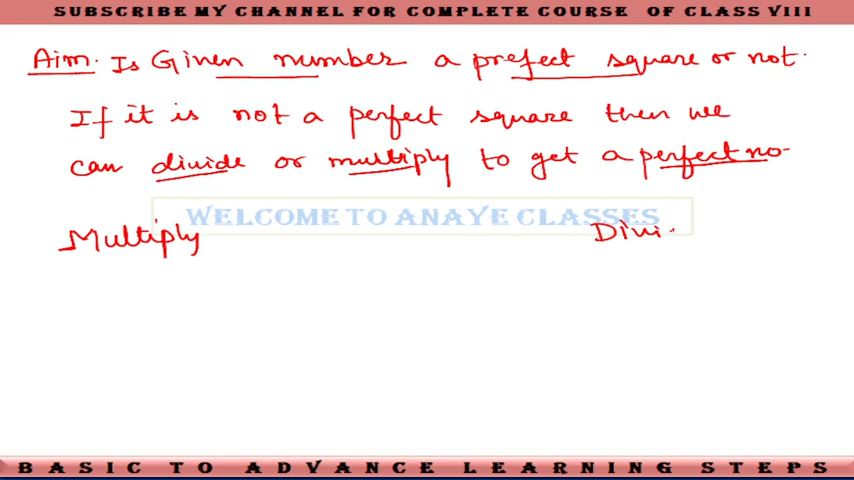 SUBSCRIBE MY CHANNEL FOR COMPLETE COURSE OF CLASS VIII
Aim. Is Given number a prefect square or not.
If it is not a perfect square then we
can divide or multiply to get a perfect no.
WELCOME TO ANAYE CLASSES
Multiply Divi.
BASIC TO ADVANCE LEARNING STEPS